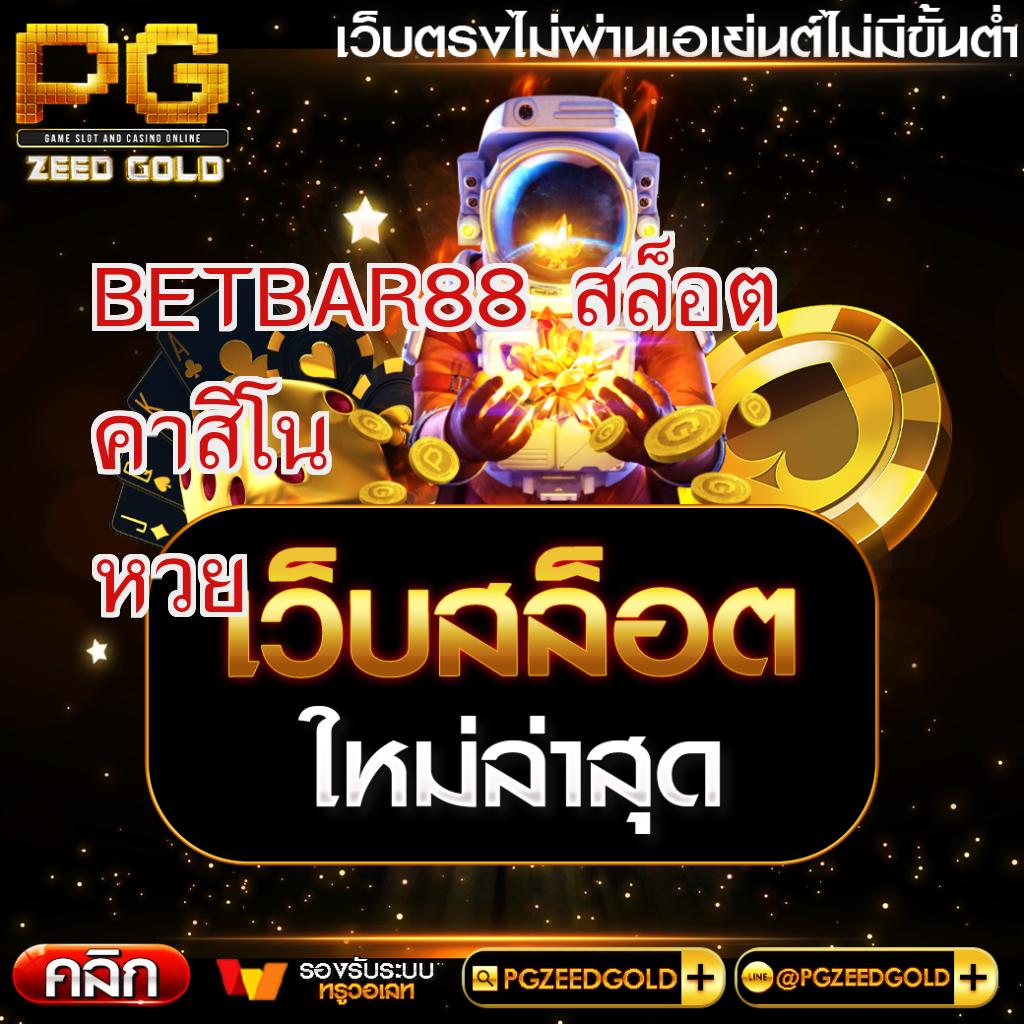 PG
GAME SLOT AND CASINO ONLINE
ZEED GOLD
เว็บตรงไม่ผ่านเอเย่นต์ไม่มีขั้นต่ำ
BETBAR88 สล็อต
คาสิโน
หวย
เว็บสล็อต
ใหม่ล่าสุด
คลิก
รองรับระบบ
ทรูวอเลท
PGZEEDGOLD
LINE @PGZEEDGOLD